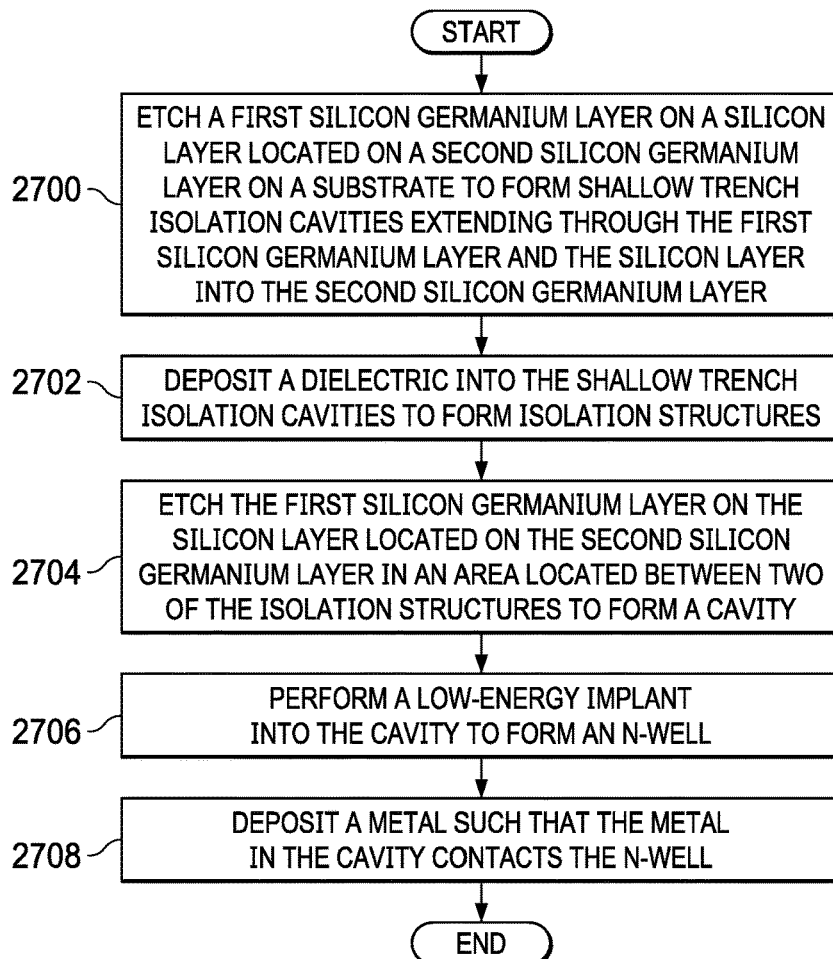 START
2700
ETCH A FIRST SILICON GERMANIUM LAYER ON A SILICON
LAYER LOCATED ON A SECOND SILICON GERMANIUM
LAYER ON A SUBSTRATE TO FORM SHALLOW TRENCH
ISOLATION CAVITIES EXTENDING THROUGH THE FIRST
SILICON GERMANIUM LAYER AND THE SILICON LAYER
INTO THE SECOND SILICON GERMANIUM LAYER
2702
DEPOSIT A DIELECTRIC INTO THE SHALLOW TRENCH
ISOLATION CAVITIES TO FORM ISOLATION STRUCTURES
2704
ETCH THE FIRST SILICON GERMANIUM LAYER ON THE
SILICON LAYER LOCATED ON THE SECOND SILICON
GERMANIUM LAYER IN AN AREA LOCATED BETWEEN TWO
OF THE ISOLATION STRUCTURES TO FORM A CAVITY
2706
PERFORM A LOW-ENERGY IMPLANT
INTO THE CAVITY TO FORM AN N-WELL
2708
DEPOSIT A METAL SUCH THAT THE METAL
IN THE CAVITY CONTACTS THE N-WELL
END